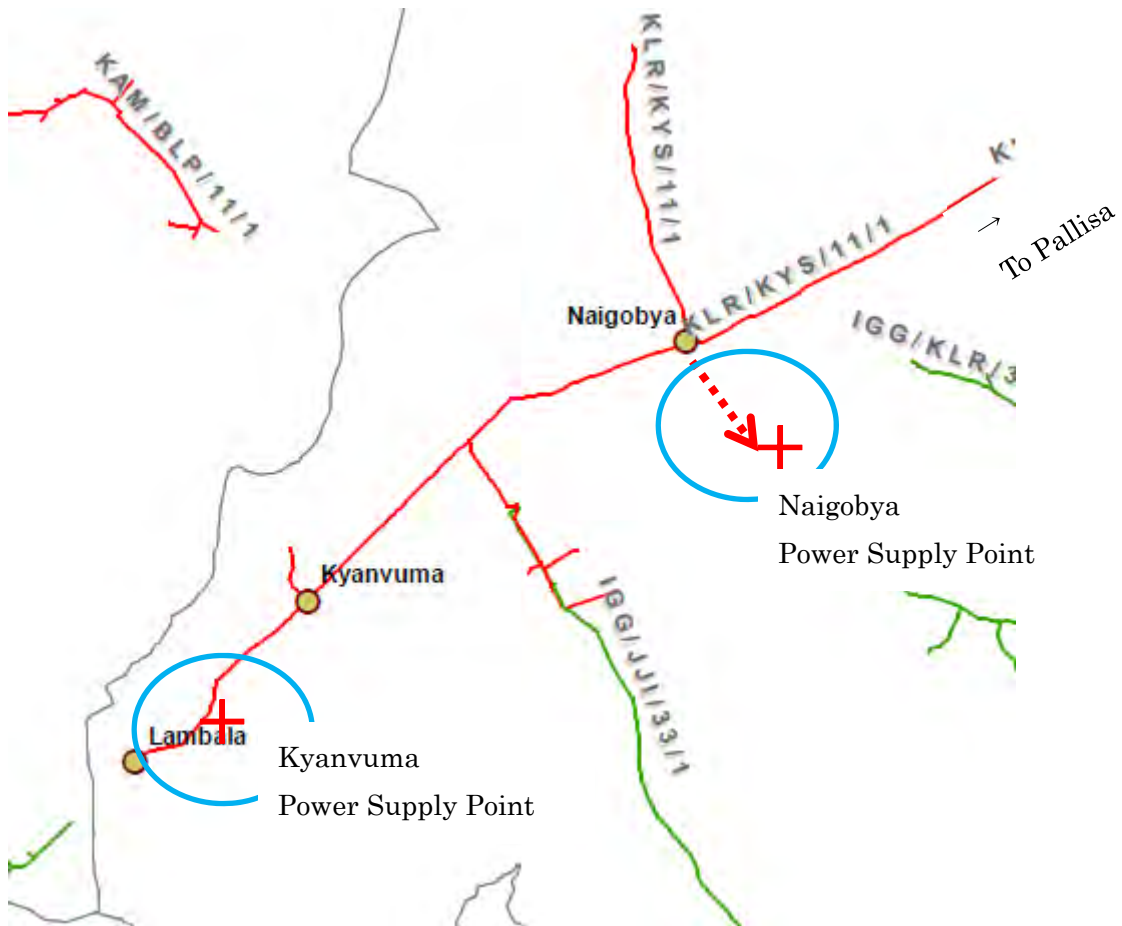 KAM/BLP/11/1
KLR/KYS/11/1
KLR/KYS/11/1
→
To Pallisa
Naigobya
IGG/KLR/3
Naigobya
Power Supply Point
Kyanvuma
IGG/JJI/33/1
Lambala
Kyanvuma
Power Supply Point